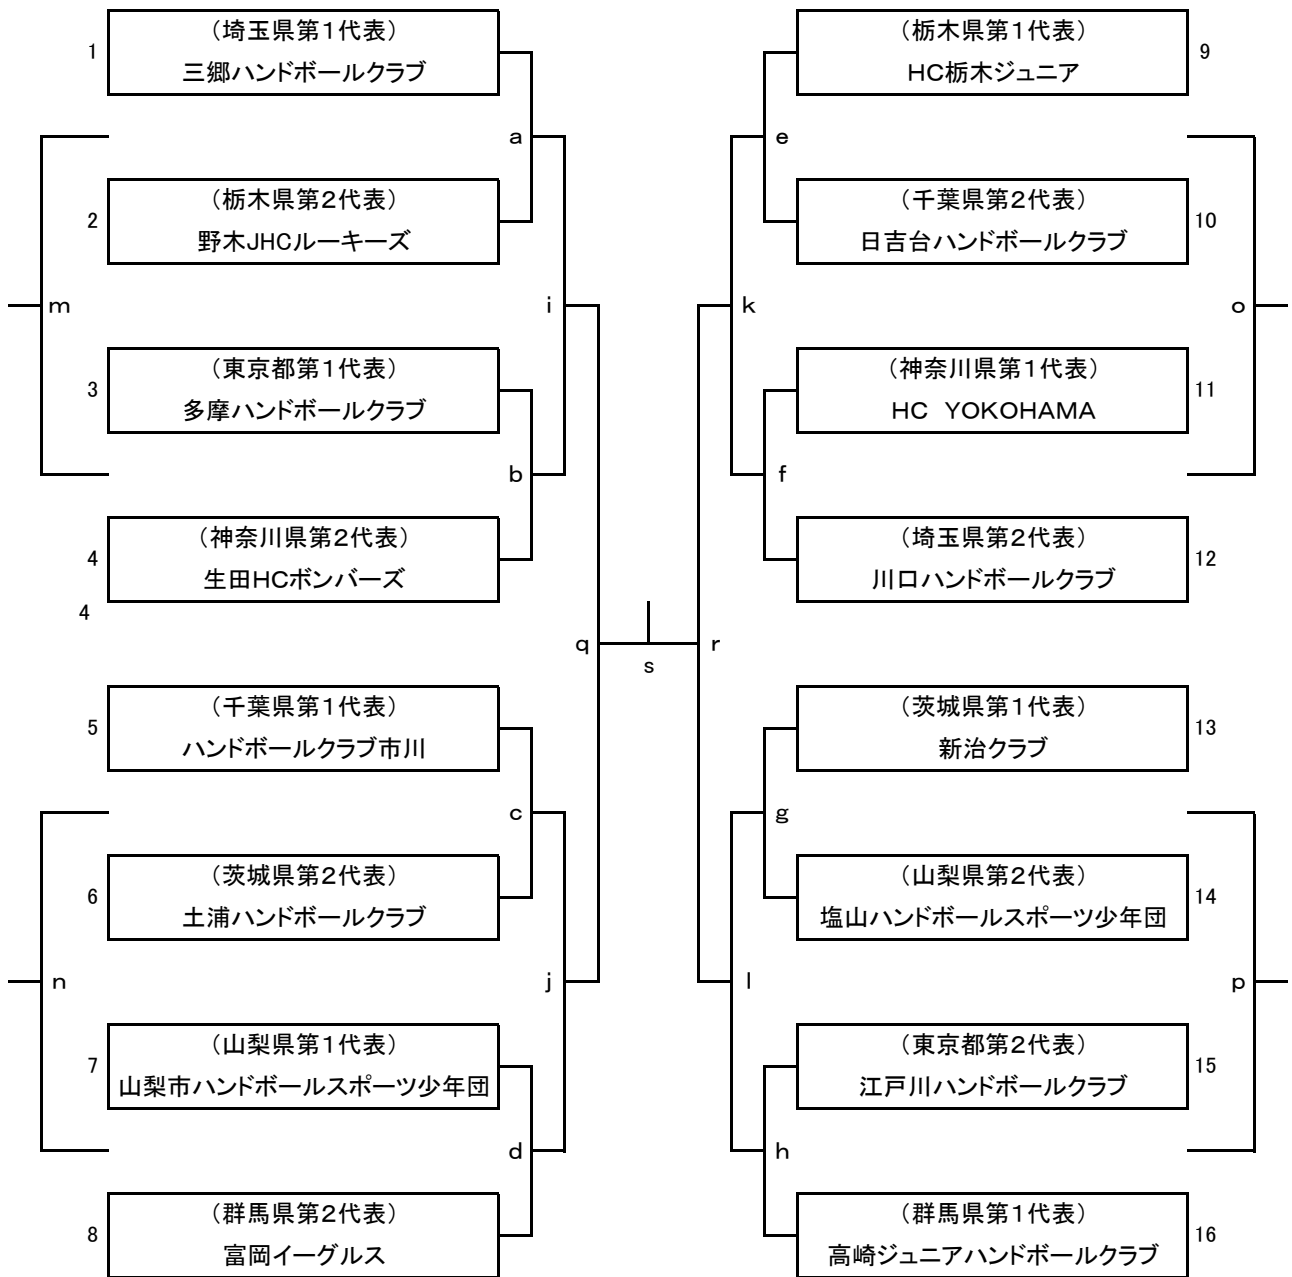 1
（埼玉県第１代表）
三郷ハンドボールクラブ
a
m
2
（栃木県第２代表）
野木JHCルーキーズ
i
3
（東京都第１代表）
多摩ハンドボールクラブ
b
4
（神奈川県第２代表）
生田HCボンバーズ
4
q
s
r
5
（千葉県第１代表）
ハンドボールクラブ市川
c
n
6
（茨城県第２代表）
土浦ハンドボールクラブ
j
7
（山梨県第１代表）
山梨市ハンドボールスポーツ少年団
d
8
（群馬県第２代表）
富岡イーグルス
（栃木県第１代表）
HC栃木ジュニア
9
e
（千葉県第２代表）
日吉台ハンドボールクラブ
10
k
o
（神奈川県第１代表）
HC　YOKOHAMA
11
f
（埼玉県第２代表）
川口ハンドボールクラブ
12
（茨城県第１代表）
新治クラブ
13
g
（山梨県第２代表）
塩山ハンドボールスポーツ少年団
14
l
p
（東京都第２代表）
江戸川ハンドボールクラブ
15
h
（群馬県第１代表）
高崎ジュニアハンドボールクラブ
16